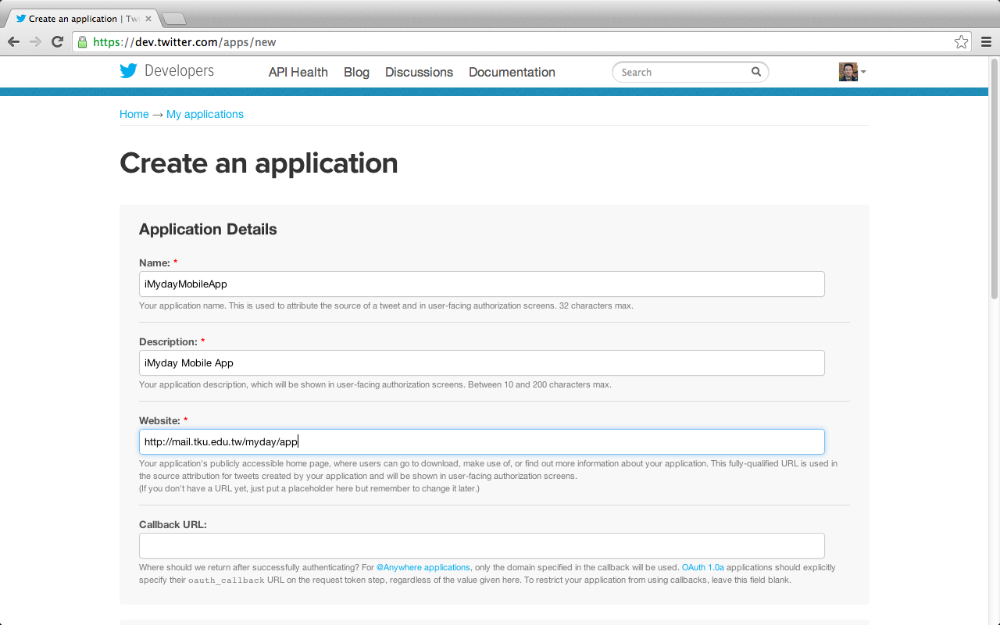 Create an application | Tw
https://dev.twitter.com/apps/new
Developers API Health Blog Discussions Documentation Search
Home → My applications
Create an application
Application Details
Name: *
iMydayMobileApp
Your application name. This is used to attribute the source of a tweet and in user-facing authorization screens. 32 characters max.
Description: *
iMyday Mobile App
Your application description, which will be shown in user-facing authorization screens. Between 10 and 200 characters max.
Website: *
http://mail.tku.edu.tw/myday/app
Your application's publicly accessible home page, where users can go to download, make use of, or find out more information about your application. This fully-qualified URL is used in
the source attribution for tweets created by your application and will be shown in user-facing authorization screens.
(If you don't have a URL yet, just put a placeholder here but remember to change it later.)
Callback URL:
Where should we return after successfully authenticating? For @Anywhere applications, only the domain specified in the callback will be used. OAuth 1.0a applications should explicitly
specify their oauth_callback URL on the request token step, regardless of the value given here. To restrict your application from using callbacks, leave this field blank.